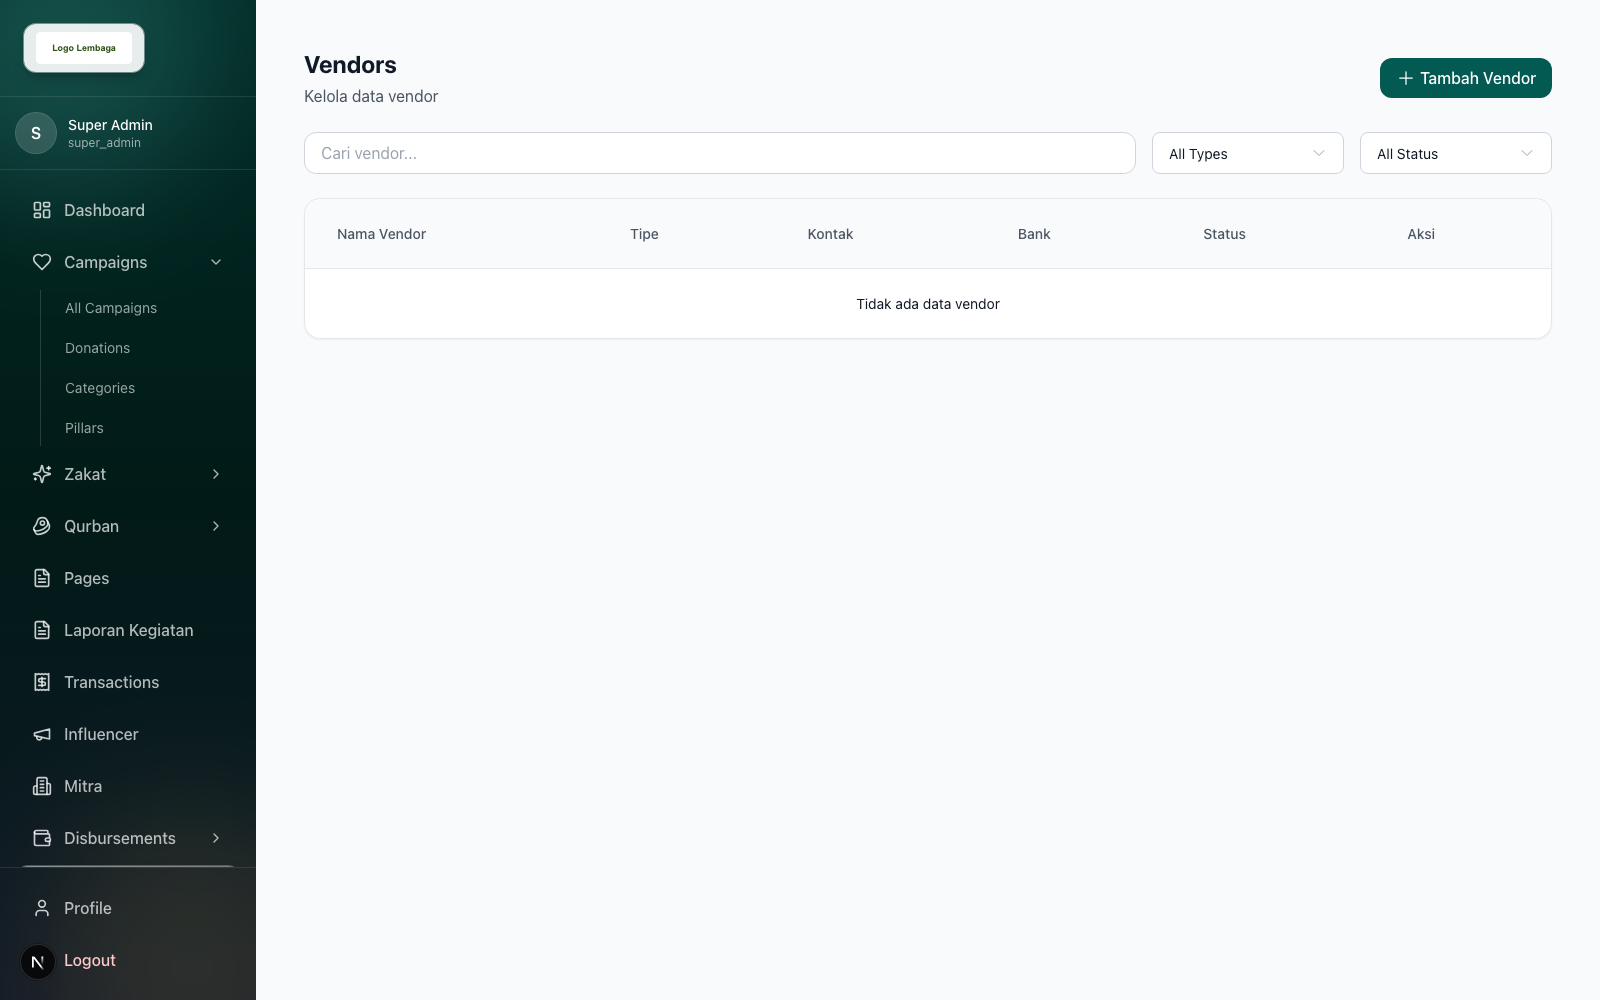 Logo Lembaga
S
Super Admin
super_admin
Dashboard
Campaigns
All Campaigns
Donations
Categories
Pillars
Zakat
Qurban
Pages
Laporan Kegiatan
Transactions
Influencer
Mitra
Disbursements
Profile
N
Logout
Vendors
Kelola data vendor
Tambah Vendor
Cari vendor...
All Types
All Status
Nama Vendor Tipe Kontak Bank Status Aksi
Tidak ada data vendor